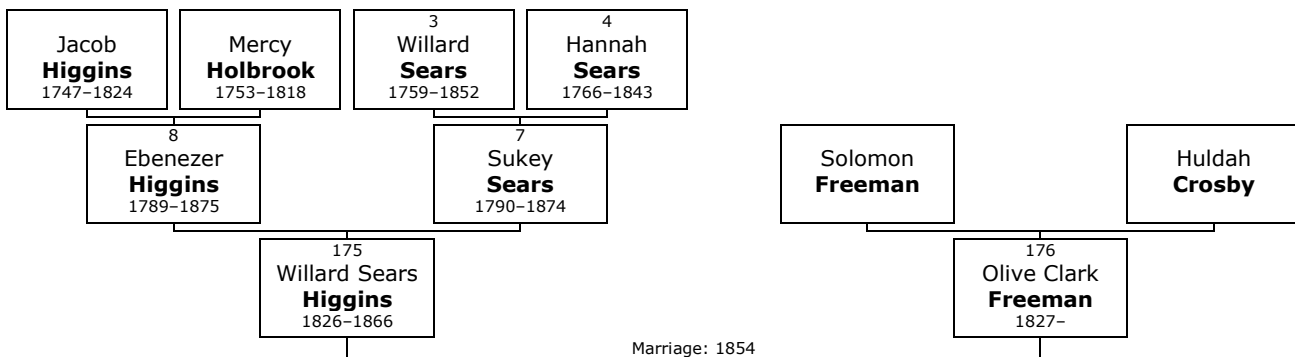 Jacob
Higgins
1747–1824
Mercy
Holbrook
1753–1818
3
Willard
Sears
1759–1852
4
Hannah
Sears
1766–1843
8
Ebenezer
Higgins
1789–1875
7
Sukey
Sears
1790–1874
Solomon
Freeman
Huldah
Crosby
175
Willard Sears
Higgins
1826–1866
176
Olive Clark
Freeman
1827–
Marriage: 1854